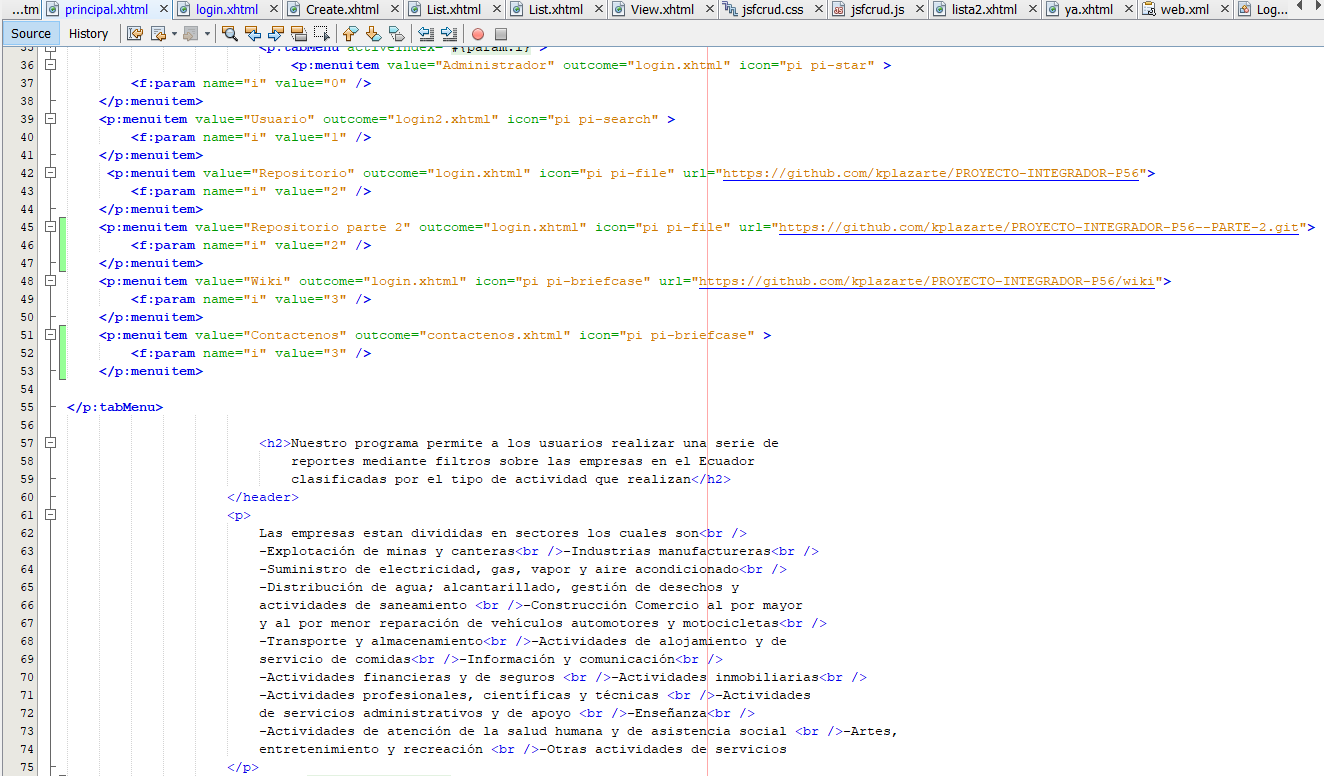 ...tm principal.xhtml login.xhtml Create.xhtml List.xhtml List.xhtml View.xhtml jsfcrud.css jsfcrud.js lista2.xhtml ya.xhtml web.xml Log...
Source History
35 <p:tabMenu activeIndex="#{param.i}">
36 <p:menuitem value="Administrador" outcome="login.xhtml" icon="pi pi-star" >
37 <f:param name="i" value="0" />
38 </p:menuitem>
39 <p:menuitem value="Usuario" outcome="login2.xhtml" icon="pi pi-search" >
40 <f:param name="i" value="1" />
41 </p:menuitem>
42 <p:menuitem value="Repositorio" outcome="login.xhtml" icon="pi pi-file" url="https://github.com/kplazarte/PROYECTO-INTEGRADOR-P56">
43 <f:param name="i" value="2" />
44 </p:menuitem>
45 <p:menuitem value="Repositorio parte 2" outcome="login.xhtml" icon="pi pi-file" url="https://github.com/kplazarte/PROYECTO-INTEGRADOR-P56--PARTE-2.git">
46 <f:param name="i" value="2" />
47 </p:menuitem>
48 <p:menuitem value="Wiki" outcome="login.xhtml" icon="pi pi-briefcase" url="https://github.com/kplazarte/PROYECTO-INTEGRADOR-P56/wiki">
49 <f:param name="i" value="3" />
50 </p:menuitem>
51 <p:menuitem value="Contactenos" outcome="contactenos.xhtml" icon="pi pi-briefcase" >
52 <f:param name="i" value="3" />
53 </p:menuitem>
54
55 </p:tabMenu>
56
57 <h2>Nuestro programa permite a los usuarios realizar una serie de
58 reportes mediante filtros sobre las empresas en el Ecuador
59 clasificadas por el tipo de actividad que realizan</h2>
60 </header>
61 <p>
62 Las empresas estan divididas en sectores los cuales son<br />
63 -Explotación de minas y canteras<br />-Industrias manufactureras<br />
64 -Suministro de electricidad, gas, vapor y aire acondicionado<br />
65 -Distribución de agua; alcantarillado, gestión de desechos y
66 actividades de saneamiento <br />-Construcción Comercio al por mayor
67 y al por menor reparación de vehículos automotores y motocicletas<br />
68 -Transporte y almacenamiento<br />-Actividades de alojamiento y de
69 servicio de comidas<br />-Información y comunicación<br />
70 -Actividades financieras y de seguros <br />-Actividades inmobiliarias<br />
71 -Actividades profesionales, científicas y técnicas <br />-Actividades
72 de servicios administrativos y de apoyo <br />-Enseñanza<br />
73 -Actividades de atención de la salud humana y de asistencia social <br />-Artes,
74 entretenimiento y recreación <br />-Otras actividades de servicios
75 </p>